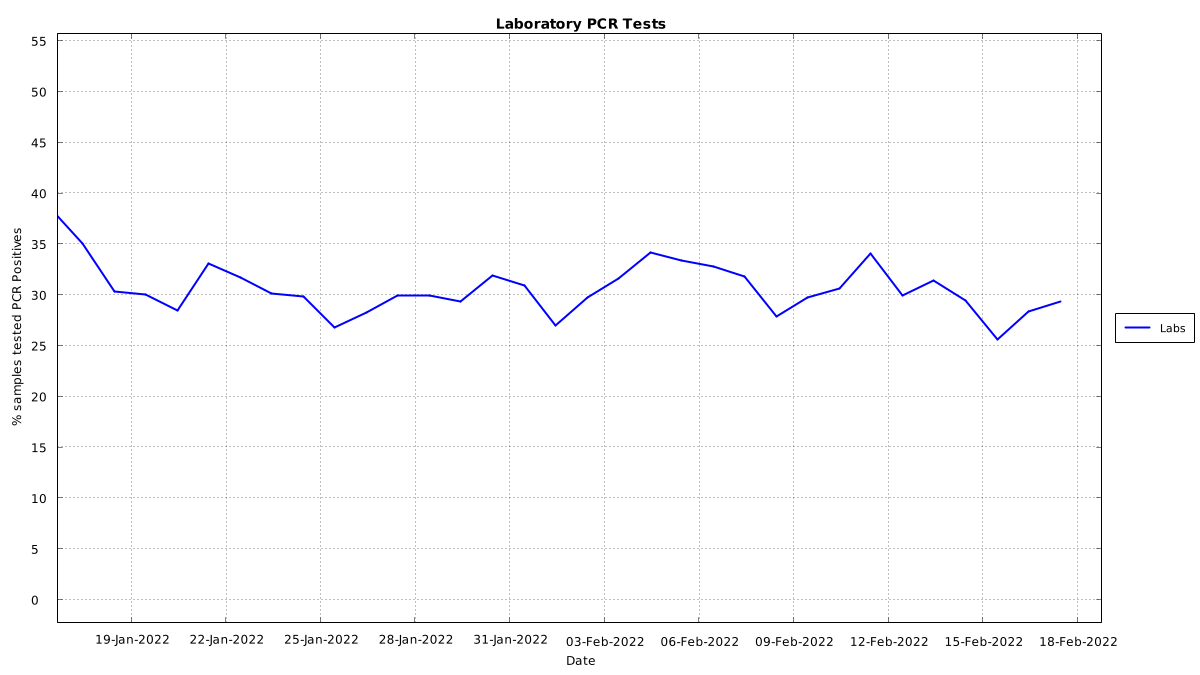 Laboratory PCR Tests
55
50
45
40
35
30
25
20
15
10
5
0
% samples tested PCR Positives
19-Jan-2022 22-Jan-2022 25-Jan-2022 28-Jan-2022 31-Jan-2022 03-Feb-2022 06-Feb-2022 09-Feb-2022 12-Feb-2022 15-Feb-2022 18-Feb-2022
Date
Labs